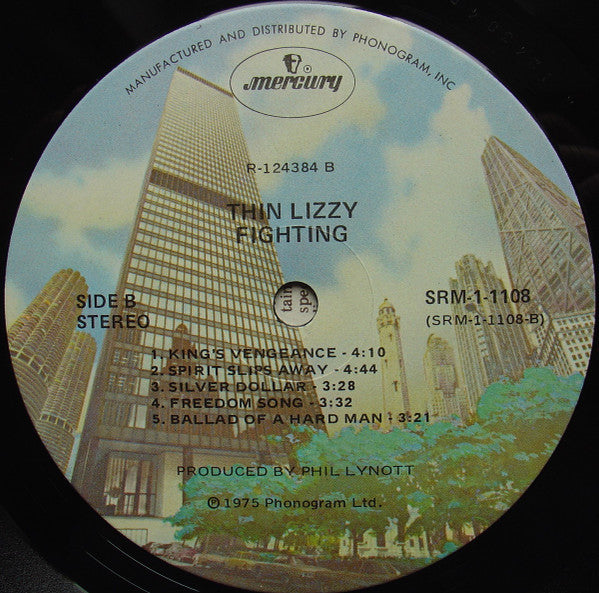 MANUFACTURED AND DISTRIBUTED BY PHONOGRAM, INC
mercury
R-124384 B
THIN LIZZY
FIGHTING
SIDE B
STEREO
SRM-1-1108
(SRM-1-1108-B)
tain
spe
1. KING'S VENGEANCE - 4:10
2. SPIRIT SLIPS AWAY - 4:44
3. SILVER DOLLAR - 3:28
4. FREEDOM SONG - 3:32
5. BALLAD OF A HARD MAN - 3:21
PRODUCED BY PHIL LYNOTT
℗ 1975 Phonogram Ltd.